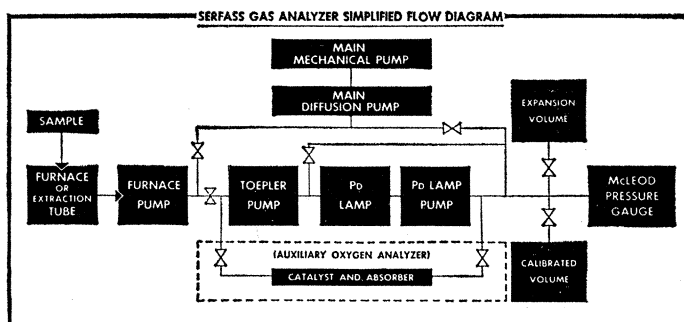 SERFASS GAS ANALYZER SIMPLIFIED FLOW DIAGRAM
MAIN
MECHANICAL PUMP
MAIN
DIFFUSION PUMP
EXPANSION
VOLUME
SAMPLE
FURNACE
OR
EXTRACTION
TUBE
FURNACE
PUMP
TOEPLER
PUMP
PD
LAMP
PD LAMP
PUMP
McLEOD
PRESSURE
GAUGE
(AUXILIARY OXYGEN ANALYZER)
CATALYST AND. ABSORBER
CALIBRATED
VOLUME